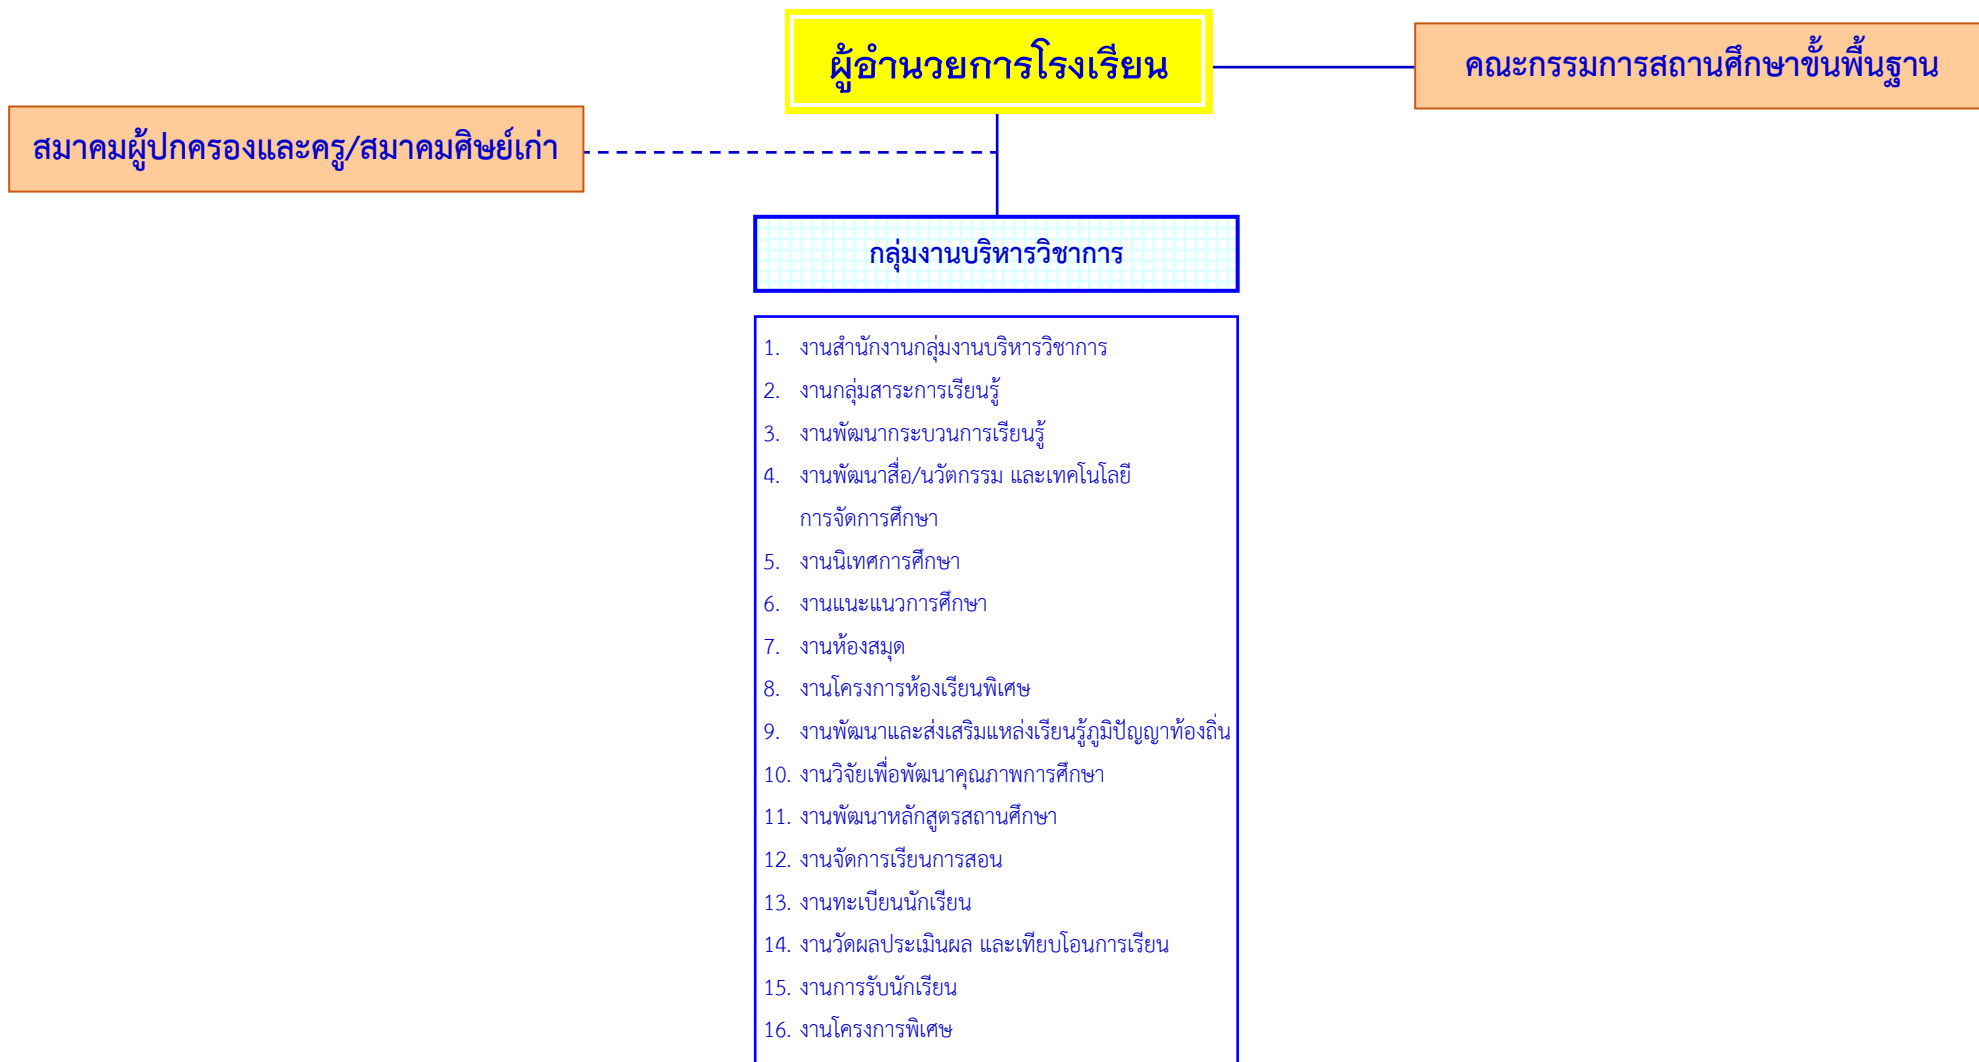 ผู้อำนวยการโรงเรียน
คณะกรรมการสถานศึกษาขั้นพื้นฐาน
สมาคมผู้ปกครองและครู/สมาคมศิษย์เก่า
กลุ่มงานบริหารวิชาการ
1. งานสำนักงานกลุ่มงานบริหารวิชาการ
2. งานกลุ่มสาระการเรียนรู้
3. งานพัฒนากระบวนการเรียนรู้
4. งานพัฒนาสื่อ/นวัตกรรม และเทคโนโลยี
การจัดการศึกษา
5. งานนิเทศการศึกษา
6. งานแนะแนวการศึกษา
7. งานห้องสมุด
8. งานโครงการห้องเรียนพิเศษ
9. งานพัฒนาและส่งเสริมแหล่งเรียนรู้ภูมิปัญญาท้องถิ่น
10. งานวิจัยเพื่อพัฒนาคุณภาพการศึกษา
11. งานพัฒนาหลักสูตรสถานศึกษา
12. งานจัดการเรียนการสอน
13. งานทะเบียนนักเรียน
14. งานวัดผลประเมินผล และเทียบโอนการเรียน
15. งานการรับนักเรียน
16. งานโครงการพิเศษ